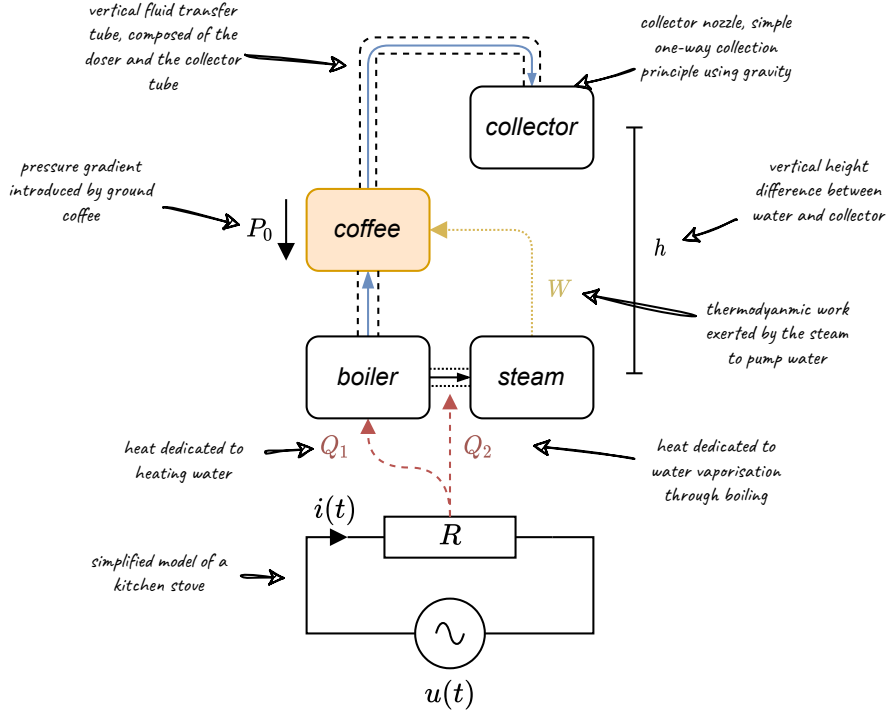 vertical fluid transfer
tube, composed of the
doser and the collector
tube
collector nozzle, simple
one-way collection
principle using gravity
collector
pressure gradient
introduced by ground
coffee
P₀
coffee
vertical height
difference between
water and collector
h
W
thermodyanmic work
exerted by the steam
to pump water
boiler
steam
heat dedicated to
heating water
Q₁
Q₂
heat dedicated to
water vaporisation
through boiling
i(t)
R
simplified model of a
kitchen stove
u(t)